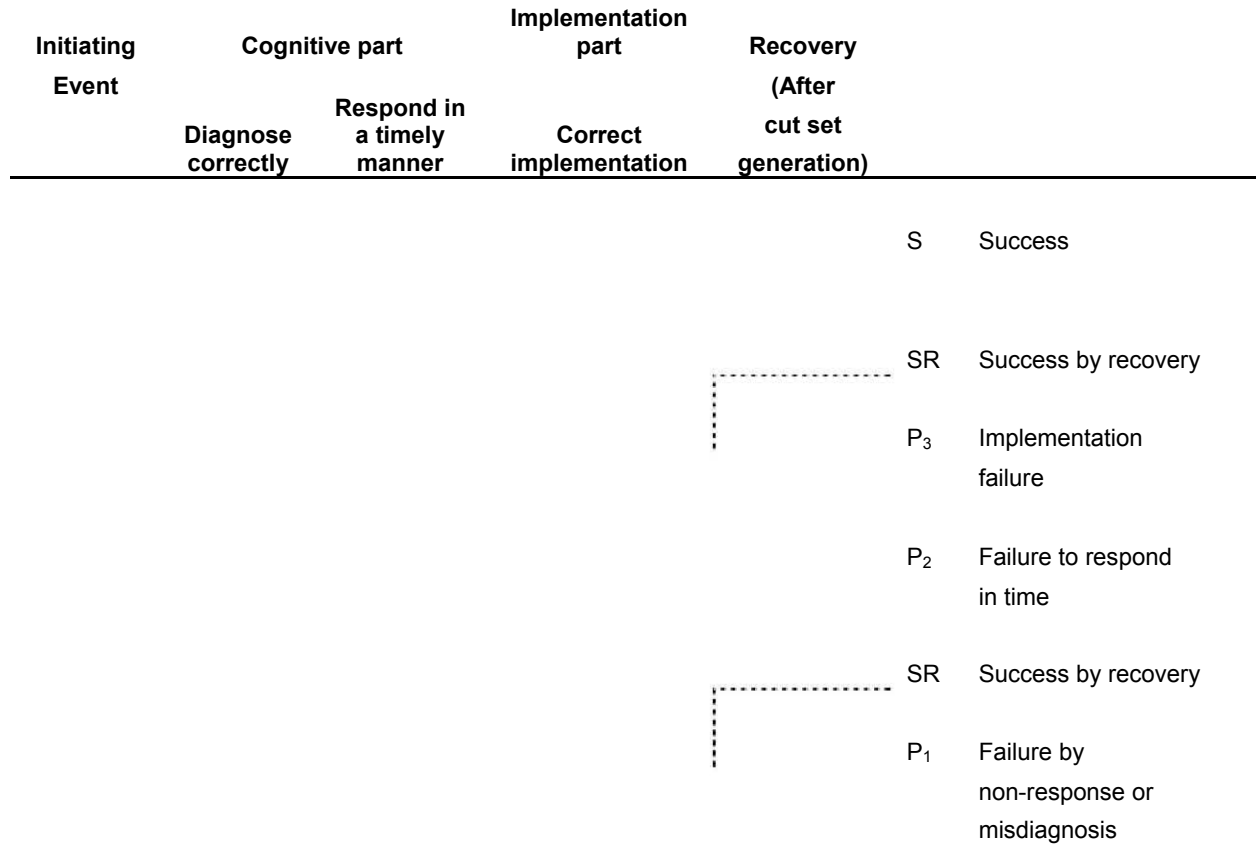 Initiating
Event
Cognitive part
Diagnose
correctly
Respond in
a timely
manner
Implementation
part
Correct
implementation
Recovery
(After
cut set
generation)
S Success
SR Success by recovery
P₃ Implementation
failure
P₂ Failure to respond
in time
SR Success by recovery
P₁ Failure by
non-response or
misdiagnosis